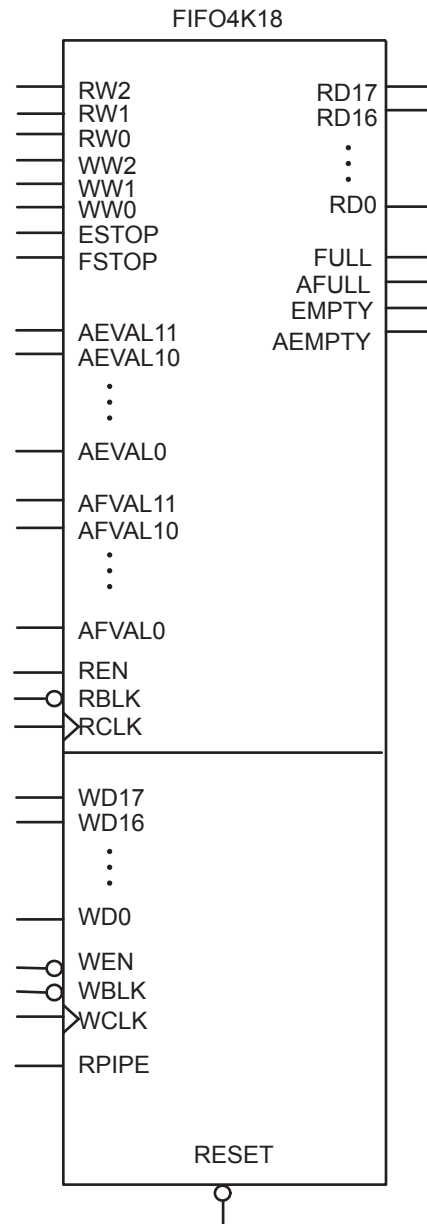 FIFO4K18
RW2
RW1
RW0
WW2
WW1
WW0
ESTOP
FSTOP
AEVAL11
AEVAL10
AEVAL0
AFVAL11
AFVAL10
AFVAL0
REN
RBLK
RCLK
RD17
RD16
RD0
FULL
AFULL
EMPTY
AEMPTY
WD17
WD16
WD0
WEN
WBLK
WCLK
RPIPE
RESET